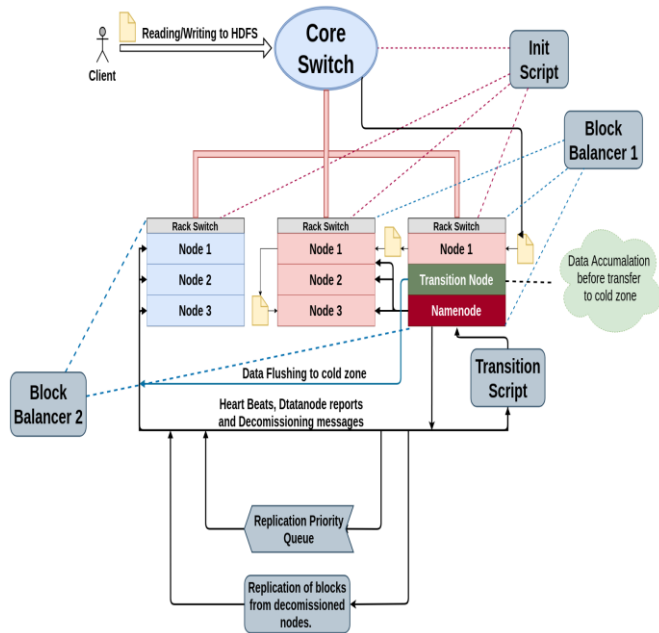 Reading/Writing to HDFS
Client
Core
Switch
Init
Script
Block
Balancer 1
Rack Switch
Node 1
Node 2
Node 3
Rack Switch
Node 1
Node 2
Node 3
Rack Switch
Node 1
Transition Node
Namenode
Data Accumalation
before transfer
to cold zone
Transition
Script
Block
Balancer 2
Data Flushing to cold zone
Heart Beats, Dtatanode reports
and Decomissioning messages
Replication Priority
Queue
Replication of blocks
from decomissioned
nodes.